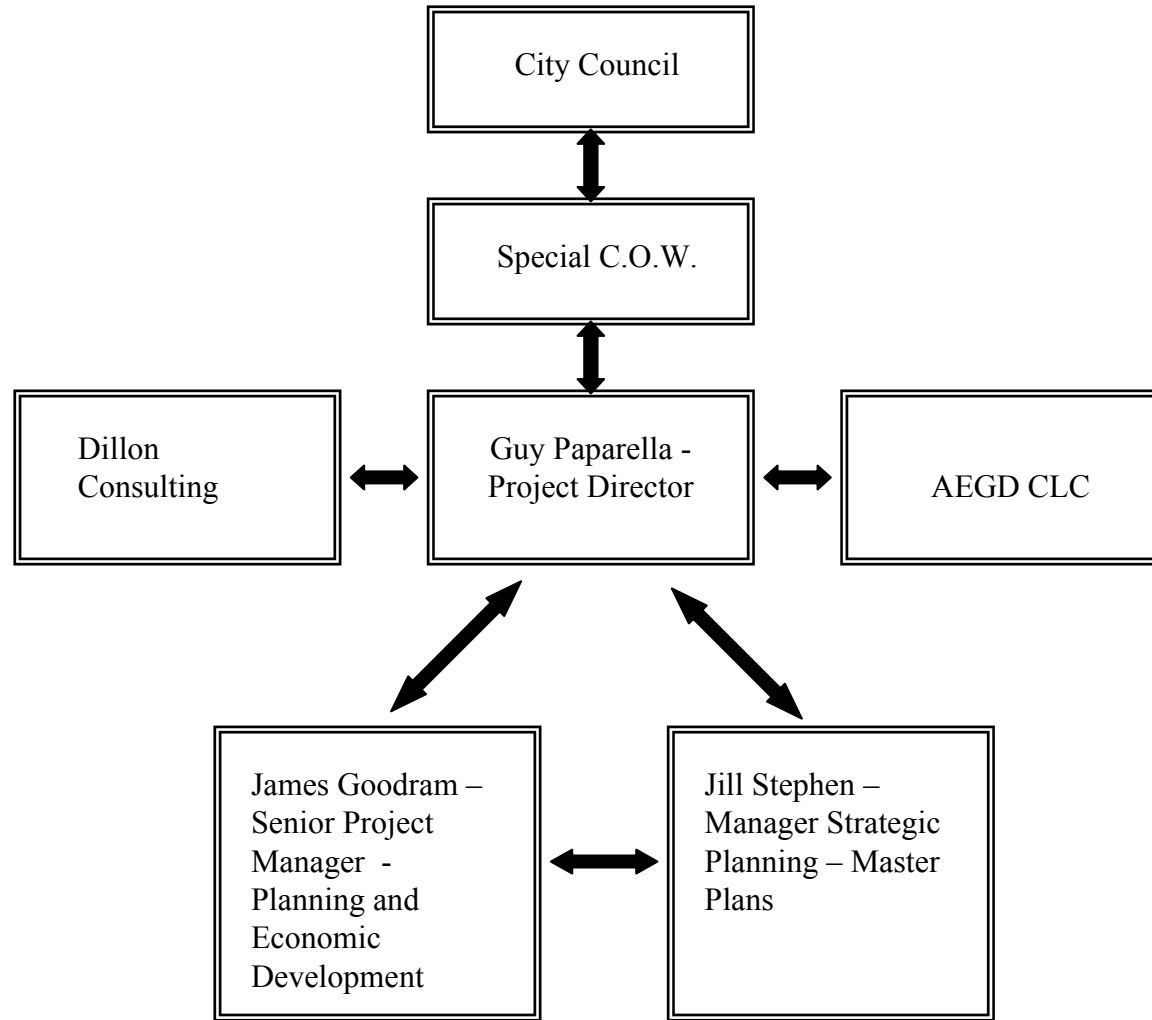 City Council
Special C.O.W.
Dillon
Consulting
Guy Paparella -
Project Director
AEGD CLC
James Goodram –
Senior Project
Manager  -
Planning and
Economic
Development
Jill Stephen –
Manager Strategic
Planning – Master
Plans